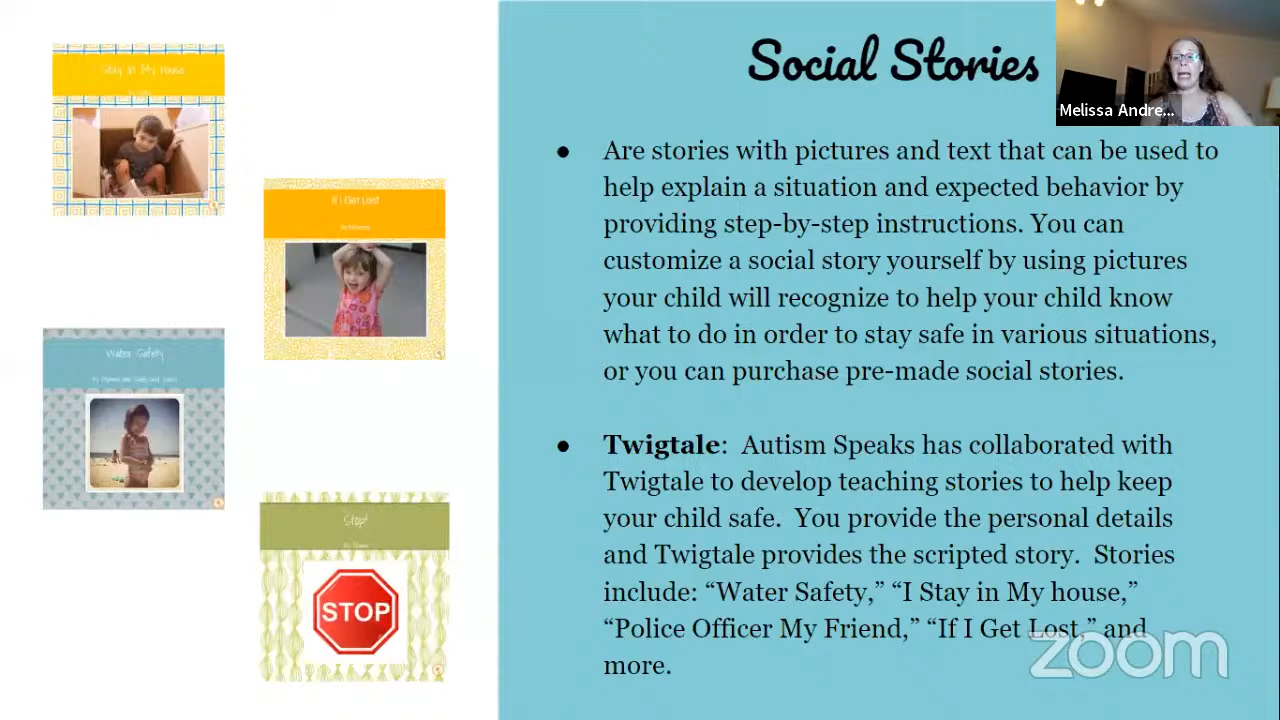 Social Stories
Melissa Andre...
● Are stories with pictures and text that can be used to
help explain a situation and expected behavior by
providing step-by-step instructions. You can
customize a social story yourself by using pictures
your child will recognize to help your child know
what to do in order to stay safe in various situations,
or you can purchase pre-made social stories.
● Twigtale: Autism Speaks has collaborated with
Twigtale to develop teaching stories to help keep
your child safe. You provide the personal details
and Twigtale provides the scripted story. Stories
include: “Water Safety,” “I Stay in My house,”
“Police Officer My Friend,” “If I Get Lost,” and
more.
Stay in My House
If I Get Lost
Water Safety
Stop!
STOP
zoom